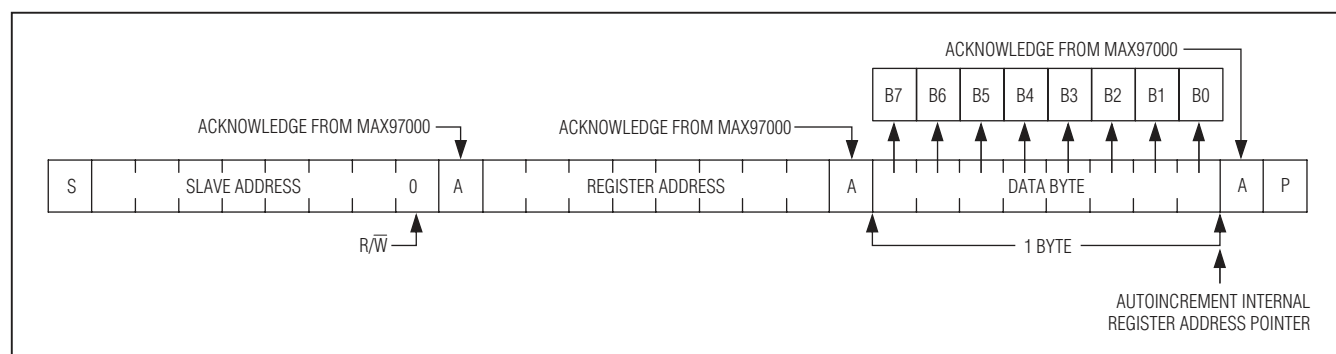 ACKNOWLEDGE FROM MAX97000
B7 B6 B5 B4 B3 B2 B1 B0
ACKNOWLEDGE FROM MAX97000
ACKNOWLEDGE FROM MAX97000
S SLAVE ADDRESS 0 A REGISTER ADDRESS A DATA BYTE A P
R/W̅
1 BYTE
AUTOINCREMENT INTERNAL
REGISTER ADDRESS POINTER